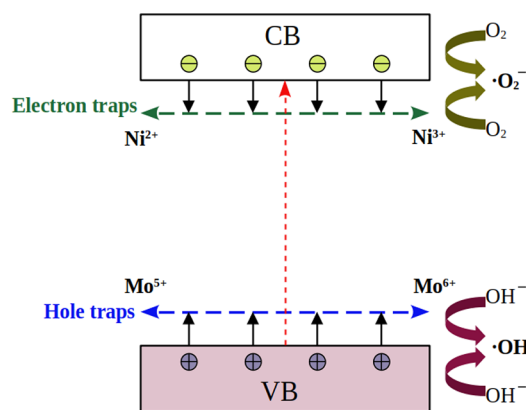 CB
O₂
·O₂⁻
O₂
Electron traps
Ni²⁺
Ni³⁺
Mo⁵⁺
Mo⁶⁺
Hole traps
OH⁻
·OH
OH⁻
VB